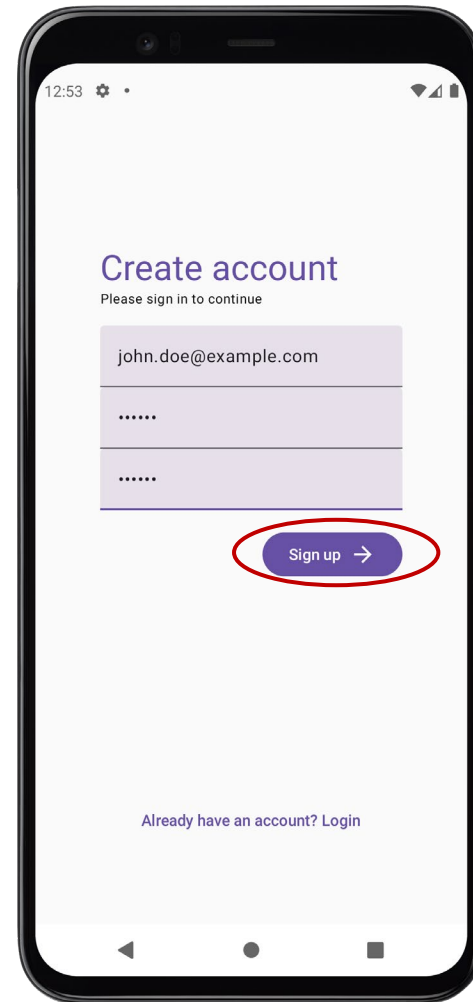 12:53
Create account
Please sign in to continue
john.doe@example.com
••••••
••••••
Sign up →
Already have an account? Login